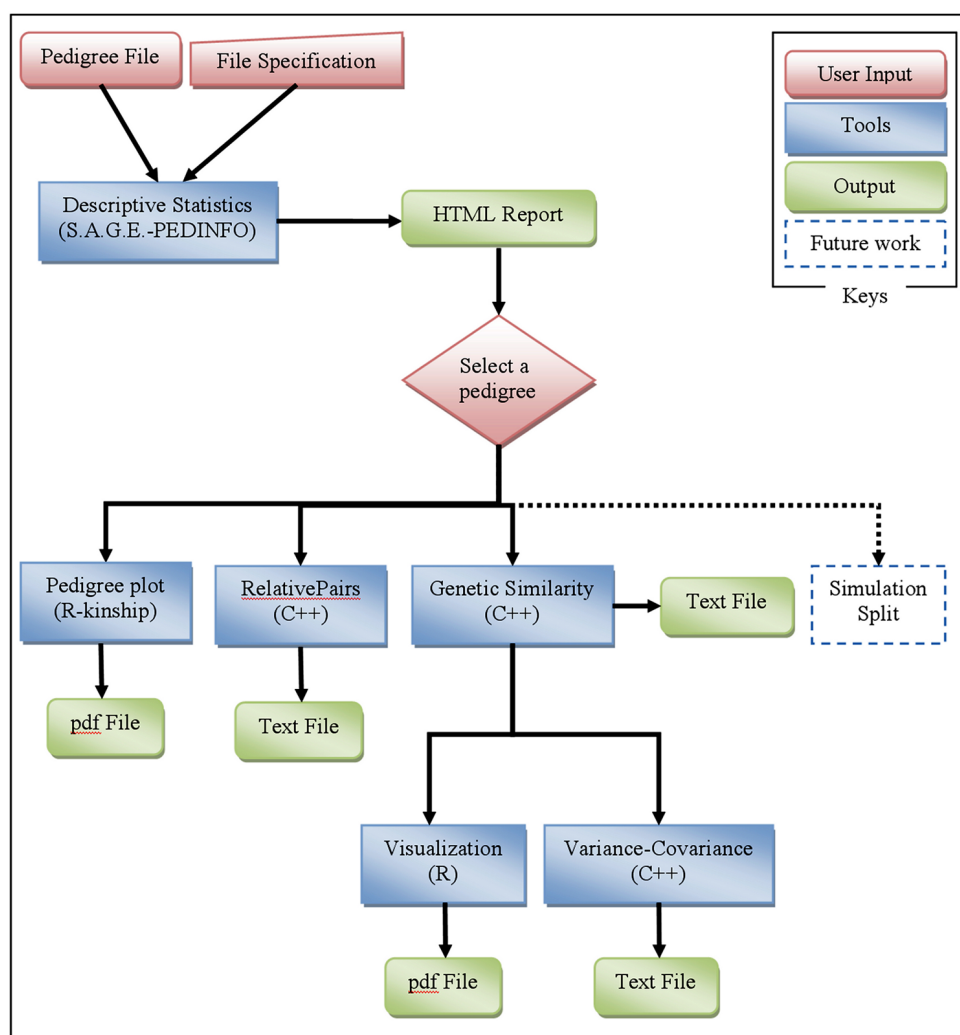 Pedigree File
File Specification
User Input
Tools
Output
Future work
Keys
Descriptive Statistics
(S.A.G.E.-PEDINFO)
HTML Report
Select a
pedigree
Pedigree plot
(R-kinship)
RelativePairs
(C++)
Genetic Similarity
(C++)
Text File
Simulation
Split
pdf File
Text File
Visualization
(R)
Variance-Covariance
(C++)
pdf File
Text File